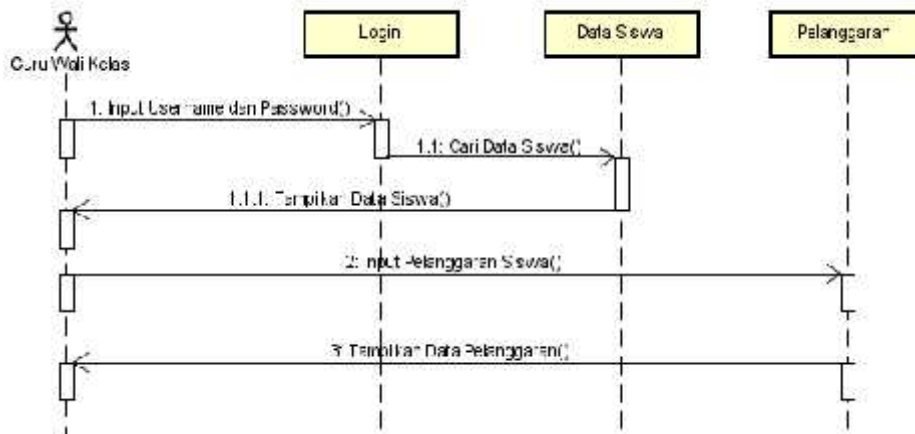 Login
Data Siswa
Pelanggaran
Guru Wali Kelas
1: Input Username dan Password()
1.1: Cari Data Siswa()
1.1.1: Tampilkan Data Siswa()
2: Input Pelanggaran Siswa()
3: Tampilkan Data Pelanggaran()